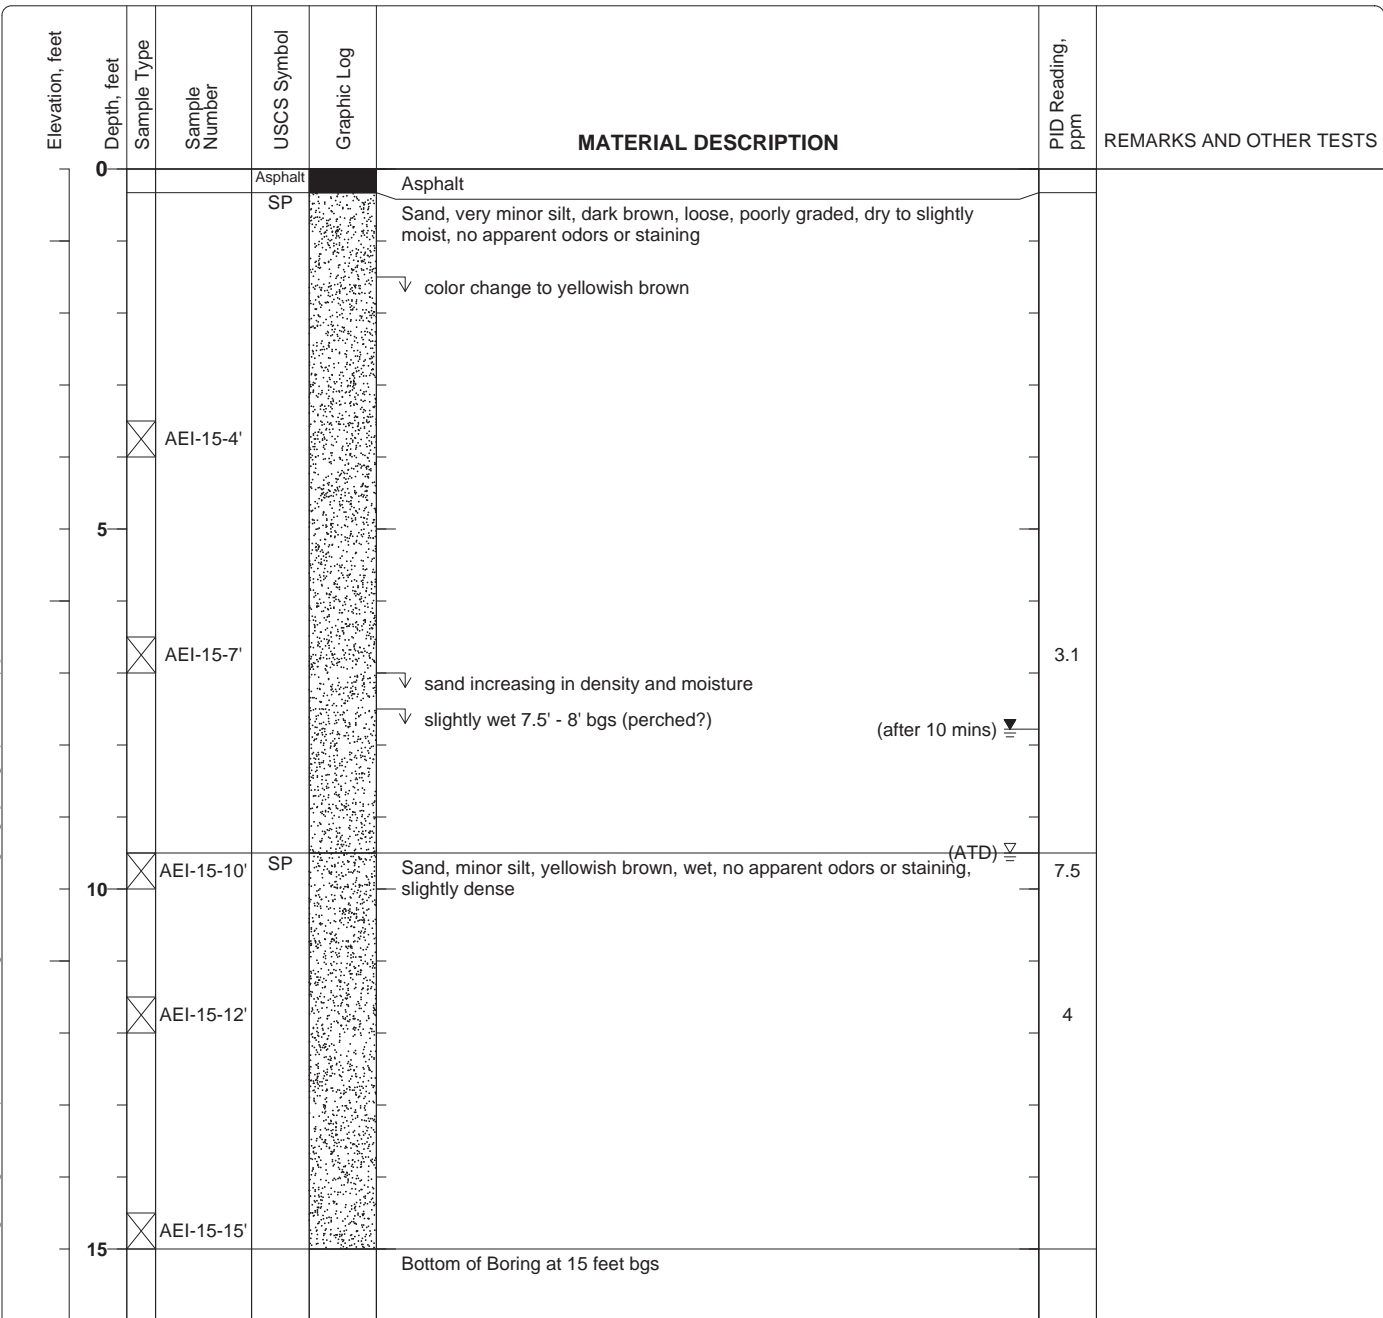 Elevation, feet
Depth, feet
Sample Type
Sample
Number
USCS Symbol
Graphic Log
MATERIAL DESCRIPTION
PID Reading,
ppm
REMARKS AND OTHER TESTS
0
Asphalt
Asphalt
SP
Sand, very minor silt, dark brown, loose, poorly graded, dry to slightly
moist, no apparent odors or staining
color change to yellowish brown
AEI-15-4'
5
AEI-15-7'
3.1
sand increasing in density and moisture
slightly wet 7.5' - 8' bgs (perched?)
(after 10 mins)
(ATD)
SP
AEI-15-10'
Sand, minor silt, yellowish brown, wet, no apparent odors or staining,
slightly dense
7.5
10
AEI-15-12'
4
AEI-15-15'
15
Bottom of Boring at 15 feet bgs